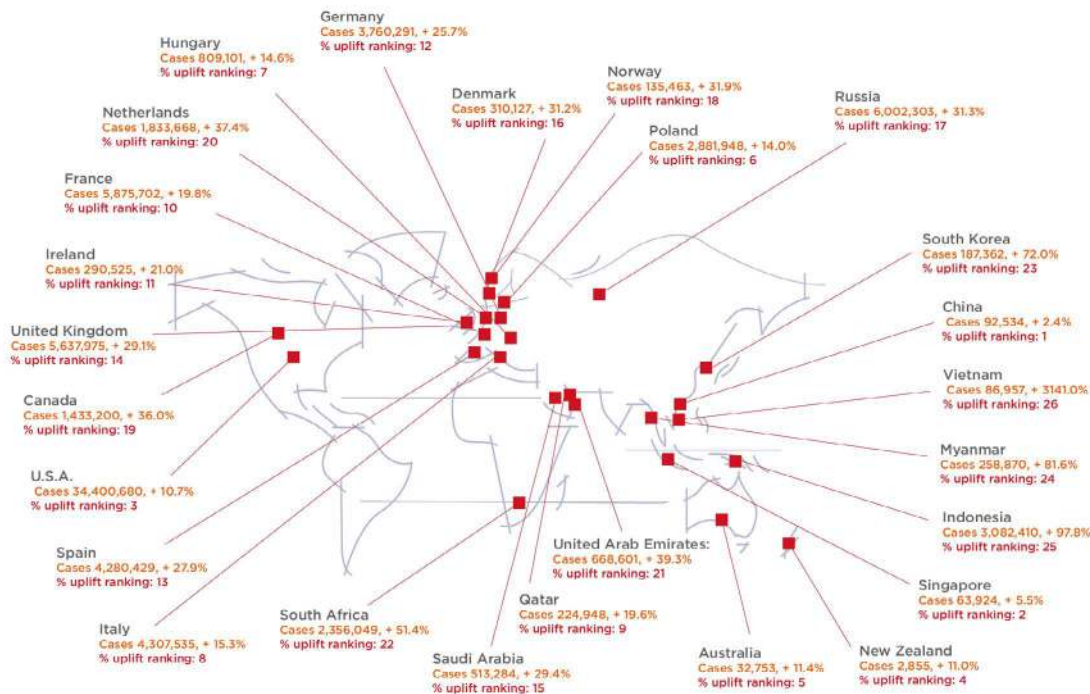 Germany
Cases 3,760,291, + 25.7%
% uplift ranking: 12
Hungary
Cases 809,101, + 14.6%
% uplift ranking: 7
Norway
Cases 135,463, + 31.9%
% uplift ranking: 18
Denmark
Cases 310,127, + 31.2%
% uplift ranking: 16
Russia
Cases 6,002,303, + 31.3%
% uplift ranking: 17
Netherlands
Cases 1,833,668, + 37.4%
% uplift ranking: 20
Poland
Cases 2,881,948, + 14.0%
% uplift ranking: 6
France
Cases 5,875,702, + 19.8%
% uplift ranking: 10
South Korea
Cases 187,362, + 72.0%
% uplift ranking: 23
Ireland
Cases 290,525, + 21.0%
% uplift ranking: 11
China
Cases 92,534, + 2.4%
% uplift ranking: 1
United Kingdom
Cases 5,637,975, + 29.1%
% uplift ranking: 14
Vietnam
Cases 86,957, + 3141.0%
% uplift ranking: 26
Canada
Cases 1,433,200, + 36.0%
% uplift ranking: 19
Myanmar
Cases 258,870, + 81.6%
% uplift ranking: 24
U.S.A.
Cases 34,400,680, + 10.7%
% uplift ranking: 3
Indonesia
Cases 3,082,410, + 97.8%
% uplift ranking: 25
Spain
Cases 4,280,429, + 27.9%
% uplift ranking: 13
United Arab Emirates:
Cases 668,601, + 39.3%
% uplift ranking: 21
Singapore
Cases 63,924, + 5.5%
% uplift ranking: 2
Qatar
Cases 224,948, + 19.6%
% uplift ranking: 9
South Africa
Cases 2,356,049, + 51.4%
% uplift ranking: 22
Italy
Cases 4,307,535, + 15.3%
% uplift ranking: 8
Saudi Arabia
Cases 513,284, + 29.4%
% uplift ranking: 15
Australia
Cases 32,753, + 11.4%
% uplift ranking: 5
New Zealand
Cases 2,855, + 11.0%
% uplift ranking: 4